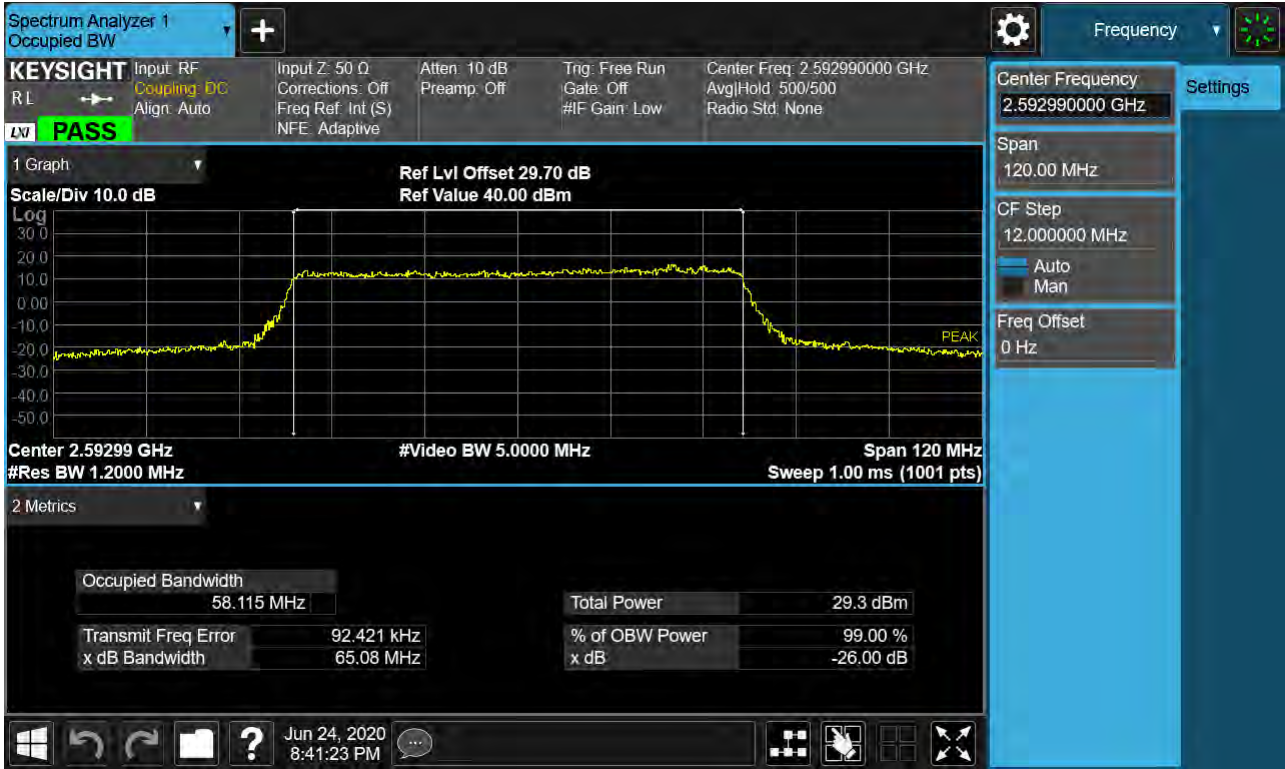 Spectrum Analyzer 1
Occupied BW
▼
+
Frequency
▼
KEYSIGHT
RL
LXI
PASS
Input: RF
Coupling: DC
Align: Auto
Input Z: 50 Ω
Corrections: Off
Freq Ref: Int (S)
NFE: Adaptive
Atten: 10 dB
Preamp: Off
Trig: Free Run
Gate: Off
#IF Gain: Low
Center Freq: 2.592990000 GHz
Avg|Hold: 500/500
Radio Std: None
Center Frequency
2.592990000 GHz
Settings
Span
120.00 MHz
CF Step
12.000000 MHz
Auto
Man
Freq Offset
0 Hz
1 Graph ▼
Scale/Div 10.0 dB
Ref Lvl Offset 29.70 dB
Ref Value 40.00 dBm
Log
30.0
20.0
10.0
0.00
-10.0
-20.0
-30.0
-40.0
-50.0
PEAK
Center 2.59299 GHz
#Video BW 5.0000 MHz
Span 120 MHz
#Res BW 1.2000 MHz
Sweep 1.00 ms (1001 pts)
2 Metrics ▼
Occupied Bandwidth
58.115 MHz
Total Power 29.3 dBm
Transmit Freq Error 92.421 kHz
% of OBW Power 99.00 %
x dB Bandwidth 65.08 MHz
x dB -26.00 dB
?
Jun 24, 2020
8:41:23 PM